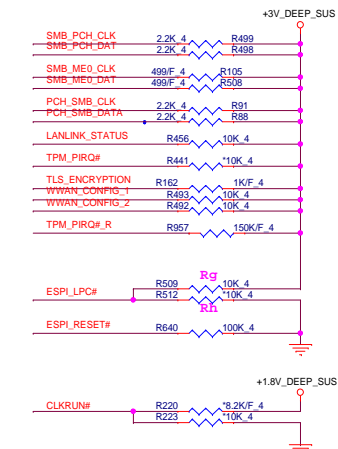 +3V_DEEP_SUS
SMB_PCH_CLK 2.2K_4 R499
SMB_PCH_DAT 2.2K_4 R498
SMB_ME0_CLK 499/F_4 R105
SMB_ME0_DAT 499/F_4 R508
PCH_SMB_CLK 2.2K_4 R91
PCH_SMB_DATA 2.2K_4 R88
LANLINK_STATUS R456 10K_4
TPM_PIRQ# R441 *10K_4
TLS_ENCRYPTION R162 1K/F_4
WWAN_CONFIG_1 R493 10K_4
WWAN_CONFIG_2 R492 10K_4
TPM_PIRQ#_R R957 150K/F_4
Rg
R509 10K_4
ESPI_LPC# R512 *10K_4
Rh
ESPI_RESET# R640 100K_4
+1.8V_DEEP_SUS
CLKRUN# R220 *8.2K/F_4
R223 *10K_4